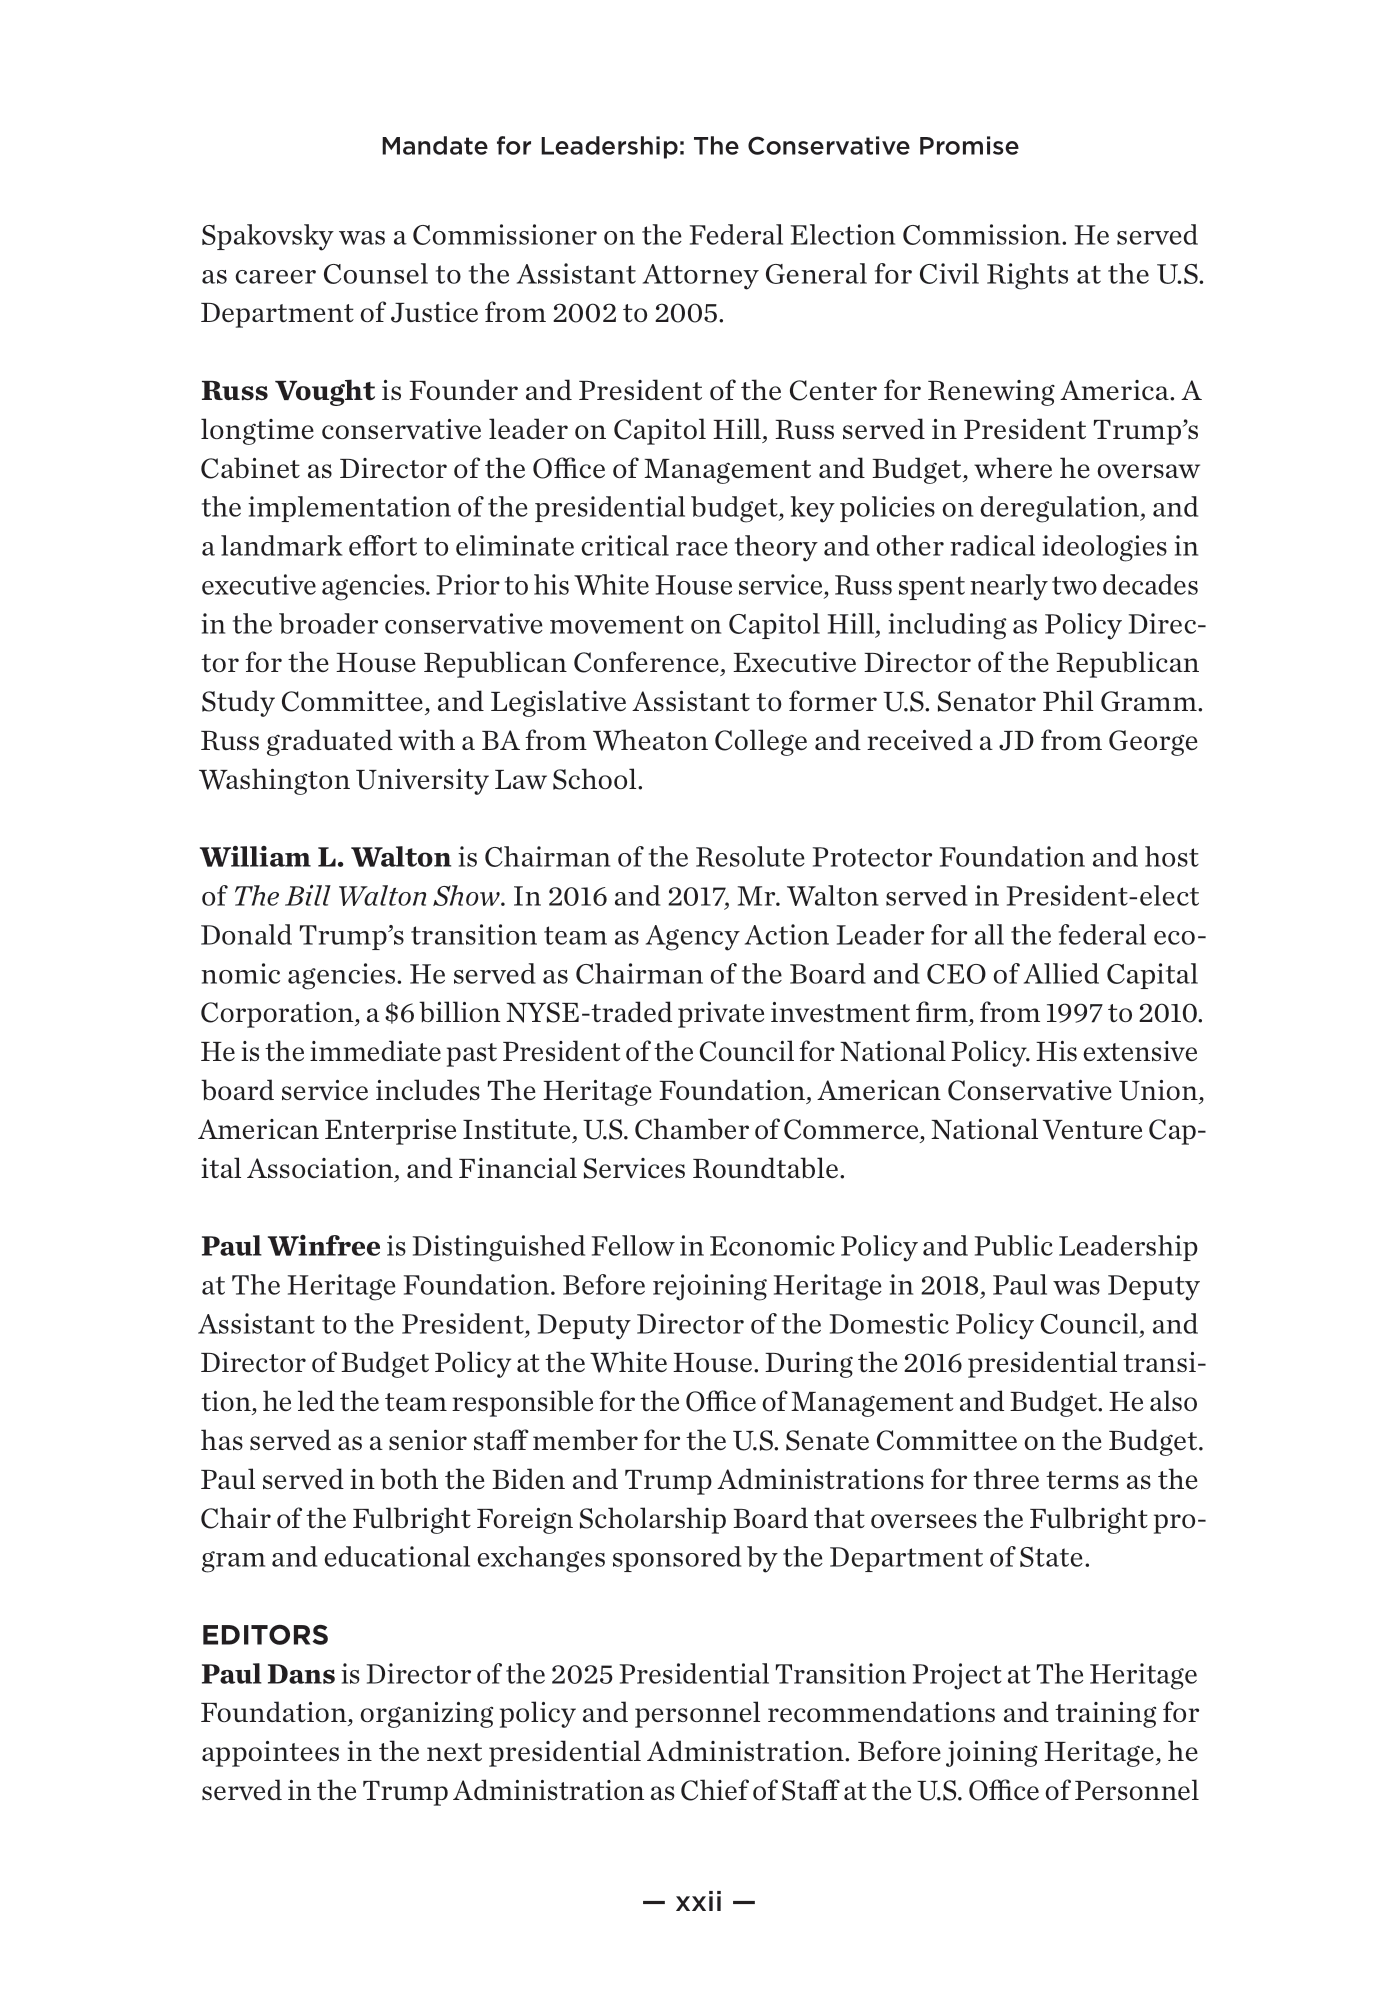 Mandate for Leadership: The Conservative Promise
Spakovsky was a Commissioner on the Federal Election Commission. He served
as career Counsel to the Assistant Attorney General for Civil Rights at the U.S.
Department of Justice from 2002 to 2005.
Russ Vought is Founder and President of the Center for Renewing America. A
longtime conservative leader on Capitol Hill, Russ served in President Trump’s
Cabinet as Director of the Office of Management and Budget, where he oversaw
the implementation of the presidential budget, key policies on deregulation, and
a landmark effort to eliminate critical race theory and other radical ideologies in
executive agencies. Prior to his White House service, Russ spent nearly two decades
in the broader conservative movement on Capitol Hill, including as Policy Direc-
tor for the House Republican Conference, Executive Director of the Republican
Study Committee, and Legislative Assistant to former U.S. Senator Phil Gramm.
Russ graduated with a BA from Wheaton College and received a JD from George
Washington University Law School.
William L. Walton is Chairman of the Resolute Protector Foundation and host
of The Bill Walton Show. In 2016 and 2017, Mr. Walton served in President-elect
Donald Trump’s transition team as Agency Action Leader for all the federal eco-
nomic agencies. He served as Chairman of the Board and CEO of Allied Capital
Corporation, a $6 billion NYSE-traded private investment firm, from 1997 to 2010.
He is the immediate past President of the Council for National Policy. His extensive
board service includes The Heritage Foundation, American Conservative Union,
American Enterprise Institute, U.S. Chamber of Commerce, National Venture Cap-
ital Association, and Financial Services Roundtable.
Paul Winfree is Distinguished Fellow in Economic Policy and Public Leadership
at The Heritage Foundation. Before rejoining Heritage in 2018, Paul was Deputy
Assistant to the President, Deputy Director of the Domestic Policy Council, and
Director of Budget Policy at the White House. During the 2016 presidential transi-
tion, he led the team responsible for the Office of Management and Budget. He also
has served as a senior staff member for the U.S. Senate Committee on the Budget.
Paul served in both the Biden and Trump Administrations for three terms as the
Chair of the Fulbright Foreign Scholarship Board that oversees the Fulbright pro-
gram and educational exchanges sponsored by the Department of State.
EDITORS
Paul Dans is Director of the 2025 Presidential Transition Project at The Heritage
Foundation, organizing policy and personnel recommendations and training for
appointees in the next presidential Administration. Before joining Heritage, he
served in the Trump Administration as Chief of Staff at the U.S. Office of Personnel
— xxii —